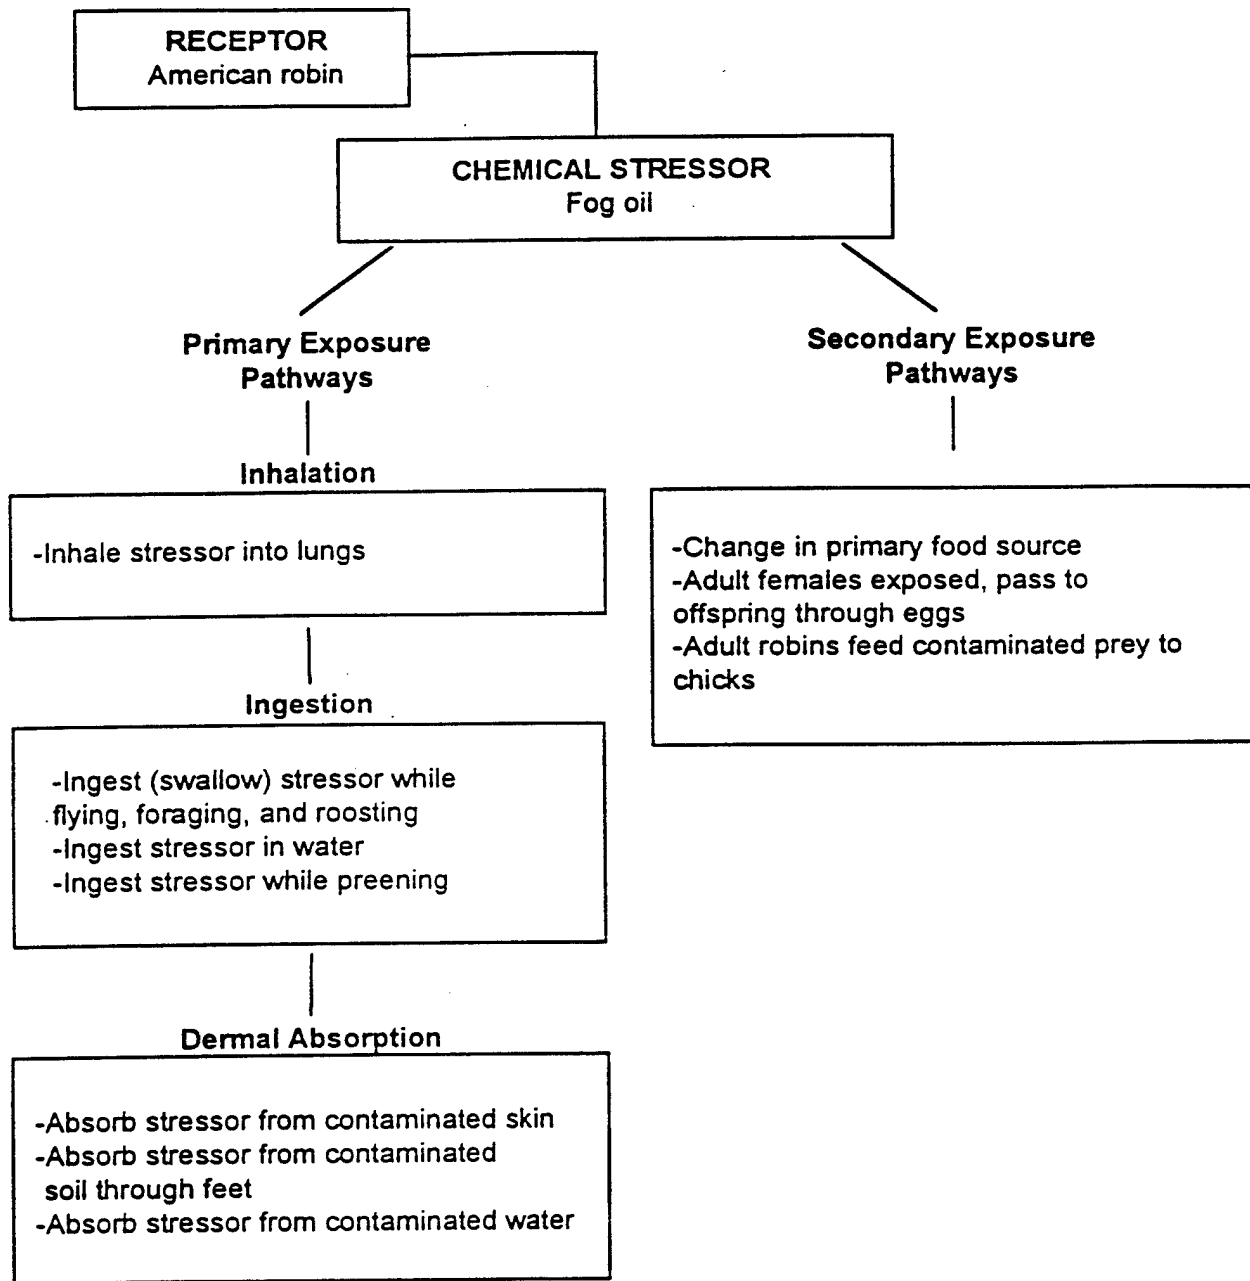 RECEPTOR
American robin
CHEMICAL STRESSOR
Fog oil
Primary Exposure
Pathways
Inhalation
-Inhale stressor into lungs
Ingestion
-Ingest (swallow) stressor while
flying, foraging, and roosting
-Ingest stressor in water
-Ingest stressor while preening
Dermal Absorption
-Absorb stressor from contaminated skin
-Absorb stressor from contaminated
soil through feet
-Absorb stressor from contaminated water
Secondary Exposure
Pathways
-Change in primary food source
-Adult females exposed, pass to
offspring through eggs
-Adult robins feed contaminated prey to
chicks